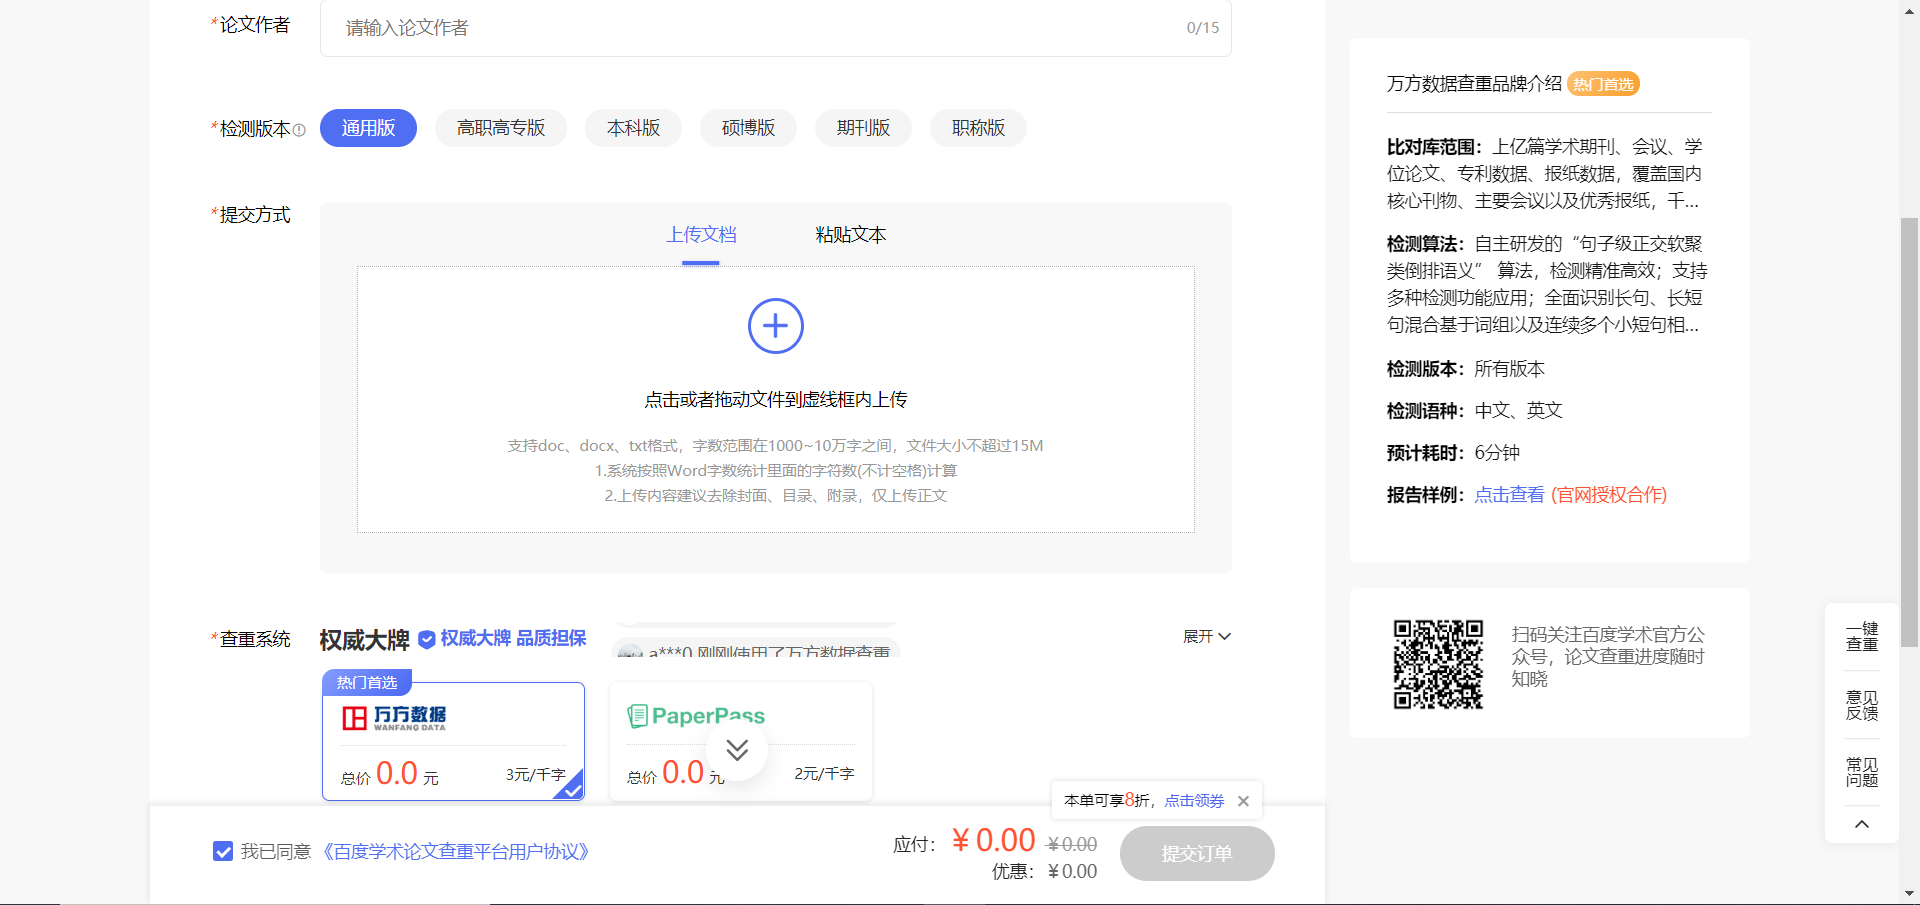 *论文作者
请输入论文作者
0/15
*检测版本
通用版
高职高专版
本科版
硕博版
期刊版
职称版
*提交方式
上传文档
粘贴文本
点击或者拖动文件到虚线框内上传
支持doc、docx、txt格式，字数范围在1000~10万字之间，文件大小不超过15M
1.系统按照Word字数统计里面的字符数(不计空格)计算
2.上传内容建议去除封面、目录、附录，仅上传正文
*查重系统
权威大牌
权威大牌 品质担保
a***0 刚刚使用了万方数据查重
展开
热门首选
万方数据
WANFANG DATA
总价 0.0 元
3元/千字
PaperPass
总价 0.0 元
2元/千字
本单可享8折，点击领券
我已同意 《百度学术论文查重平台用户协议》
应付： ¥ 0.00 ¥0.00
优惠： ¥0.00
提交订单
万方数据查重品牌介绍 热门首选
比对库范围：上亿篇学术期刊、会议、学
位论文、专利数据、报纸数据，覆盖国内
核心刊物、主要会议以及优秀报纸，千...
检测算法：自主研发的“句子级正交软聚
类倒排语义” 算法，检测精准高效；支持
多种检测功能应用；全面识别长句、长短
句混合基于词组以及连续多个小短句相...
检测版本：所有版本
检测语种：中文、英文
预计耗时：6分钟
报告样例：点击查看 (官网授权合作)
扫码关注百度学术官方公
众号，论文查重进度随时
知晓
一键
查重
意见
反馈
常见
问题